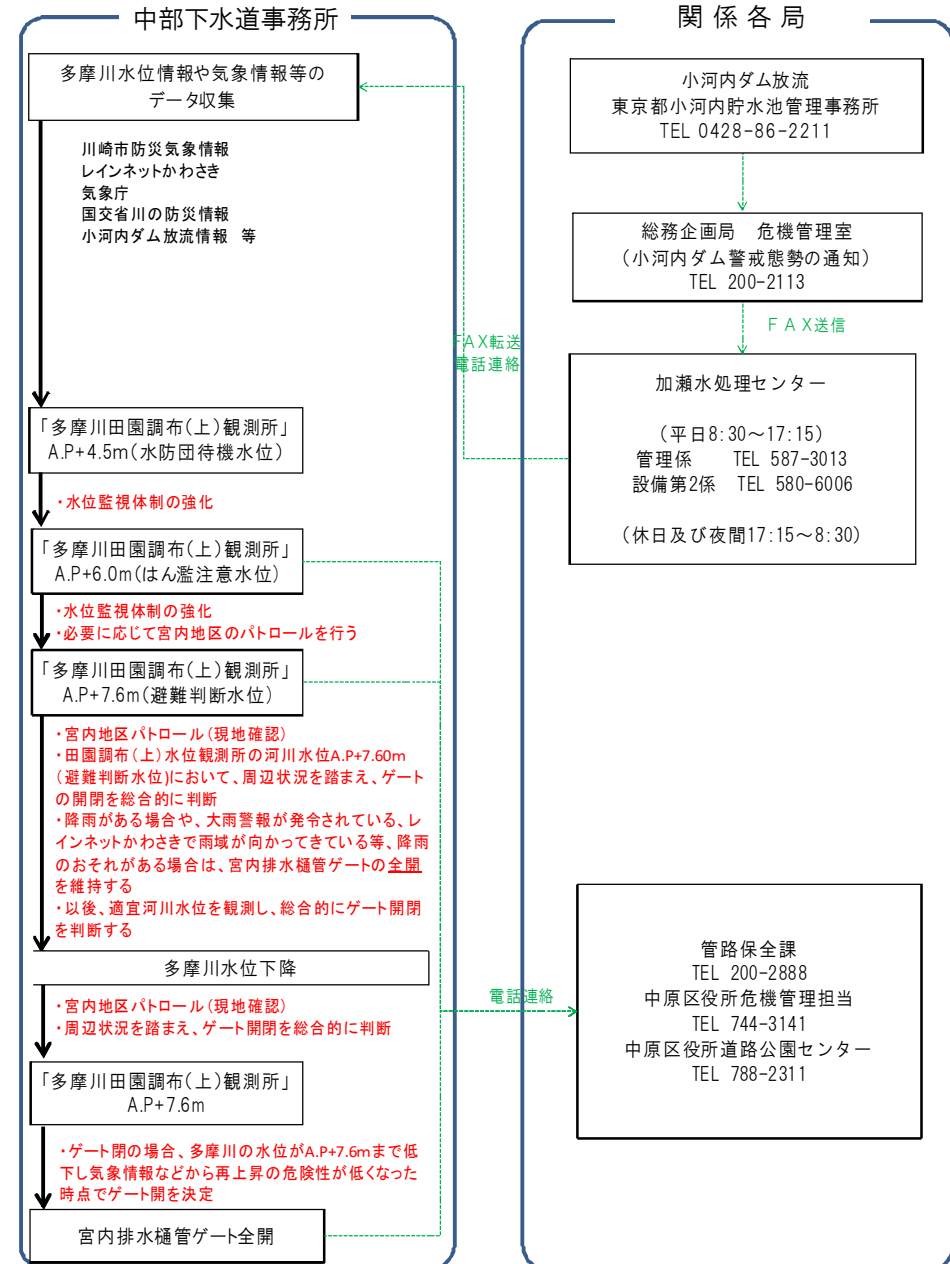 中部下水道事務所
多摩川水位情報や気象情報等の
データ収集
川崎市防災気象情報
レインネットかわさき
気象庁
国交省川の防災情報
小河内ダム放流情報 等
「多摩川田園調布(上)観測所」
A.P+4.5m(水防団待機水位)
・水位監視体制の強化
「多摩川田園調布(上)観測所」
A.P+6.0m(はん濫注意水位)
・水位監視体制の強化
・必要に応じて宮内地区のパトロールを行う
「多摩川田園調布(上)観測所」
A.P+7.6m(避難判断水位)
・宮内地区パトロール(現地確認)
・田園調布(上)水位観測所の河川水位A.P+7.60m
(避難判断水位)において、周辺状況を踏まえ、ゲート
の開閉を総合的に判断
・降雨がある場合や、大雨警報が発令されている、レ
インネットかわさきで雨域が向かってきている等、降雨
のおそれがある場合は、宮内排水樋管ゲートの全開
を維持する
・以後、適宜河川水位を観測し、総合的にゲート開閉
を判断する
多摩川水位下降
・宮内地区パトロール(現地確認)
・周辺状況を踏まえ、ゲート開閉を総合的に判断
「多摩川田園調布(上)観測所」
A.P+7.6m
・ゲート閉の場合、多摩川の水位がA.P+7.6mまで低
下し気象情報などから再上昇の危険性が低くなった
時点でゲート開を決定
宮内排水樋管ゲート全開
FAX転送
電話連絡
電話連絡
関係各局
小河内ダム放流
東京都小河内貯水池管理事務所
TEL 0428-86-2211
総務企画局 危機管理室
(小河内ダム警戒態勢の通知)
TEL 200-2113
FAX送信
加瀬水処理センター
(平日8:30～17:15)
管理係 TEL 587-3013
設備第2係 TEL 580-6006
(休日及び夜間17:15～8:30)
管路保全課
TEL 200-2888
中原区役所危機管理担当
TEL 744-3141
中原区役所道路公園センター
TEL 788-2311